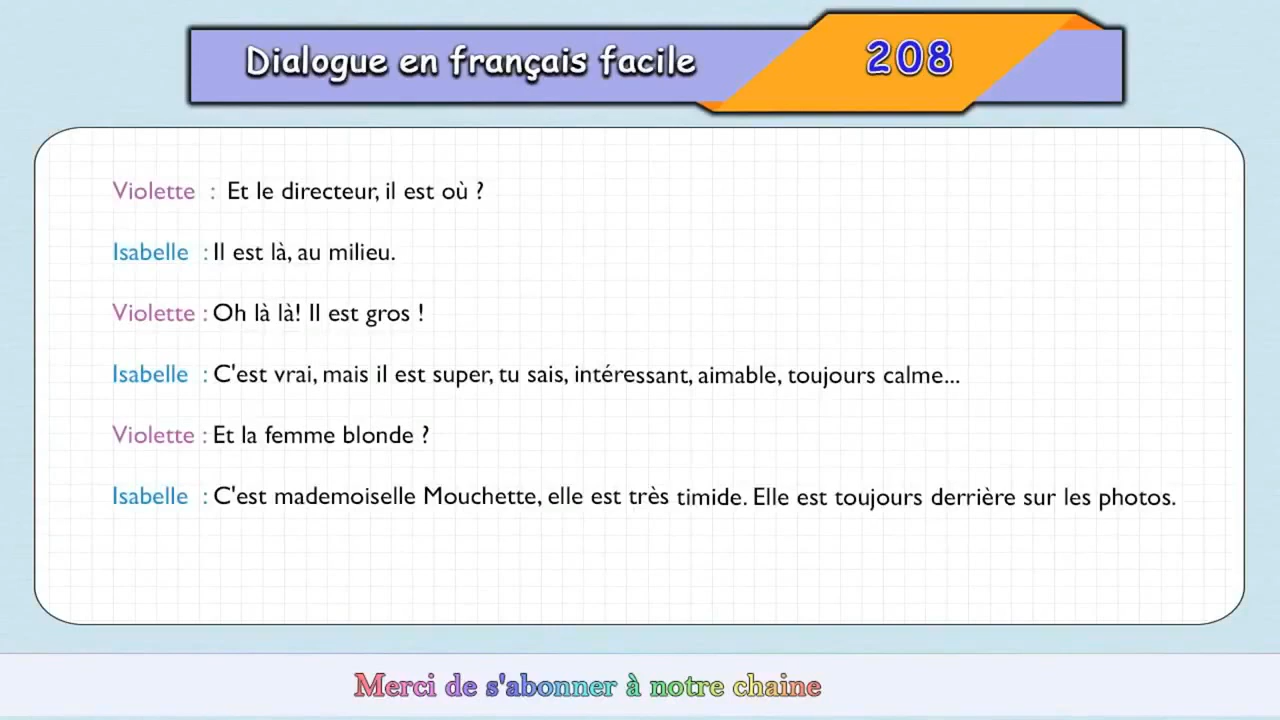 Dialogue en français facile
208
Violette : Et le directeur, il est où ?
Isabelle : Il est là, au milieu.
Violette : Oh là là! Il est gros !
Isabelle : C'est vrai, mais il est super, tu sais, intéressant, aimable, toujours calme...
Violette : Et la femme blonde ?
Isabelle : C'est mademoiselle Mouchette, elle est très timide. Elle est toujours derrière sur les photos.
Merci de s'abonner à notre chaine